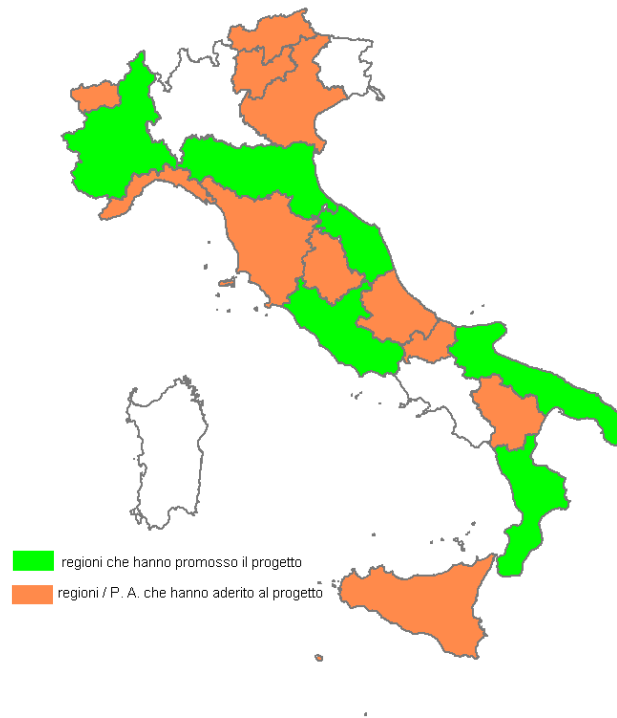 regioni che hanno promosso il progetto
regioni / P. A. che hanno aderito al progetto